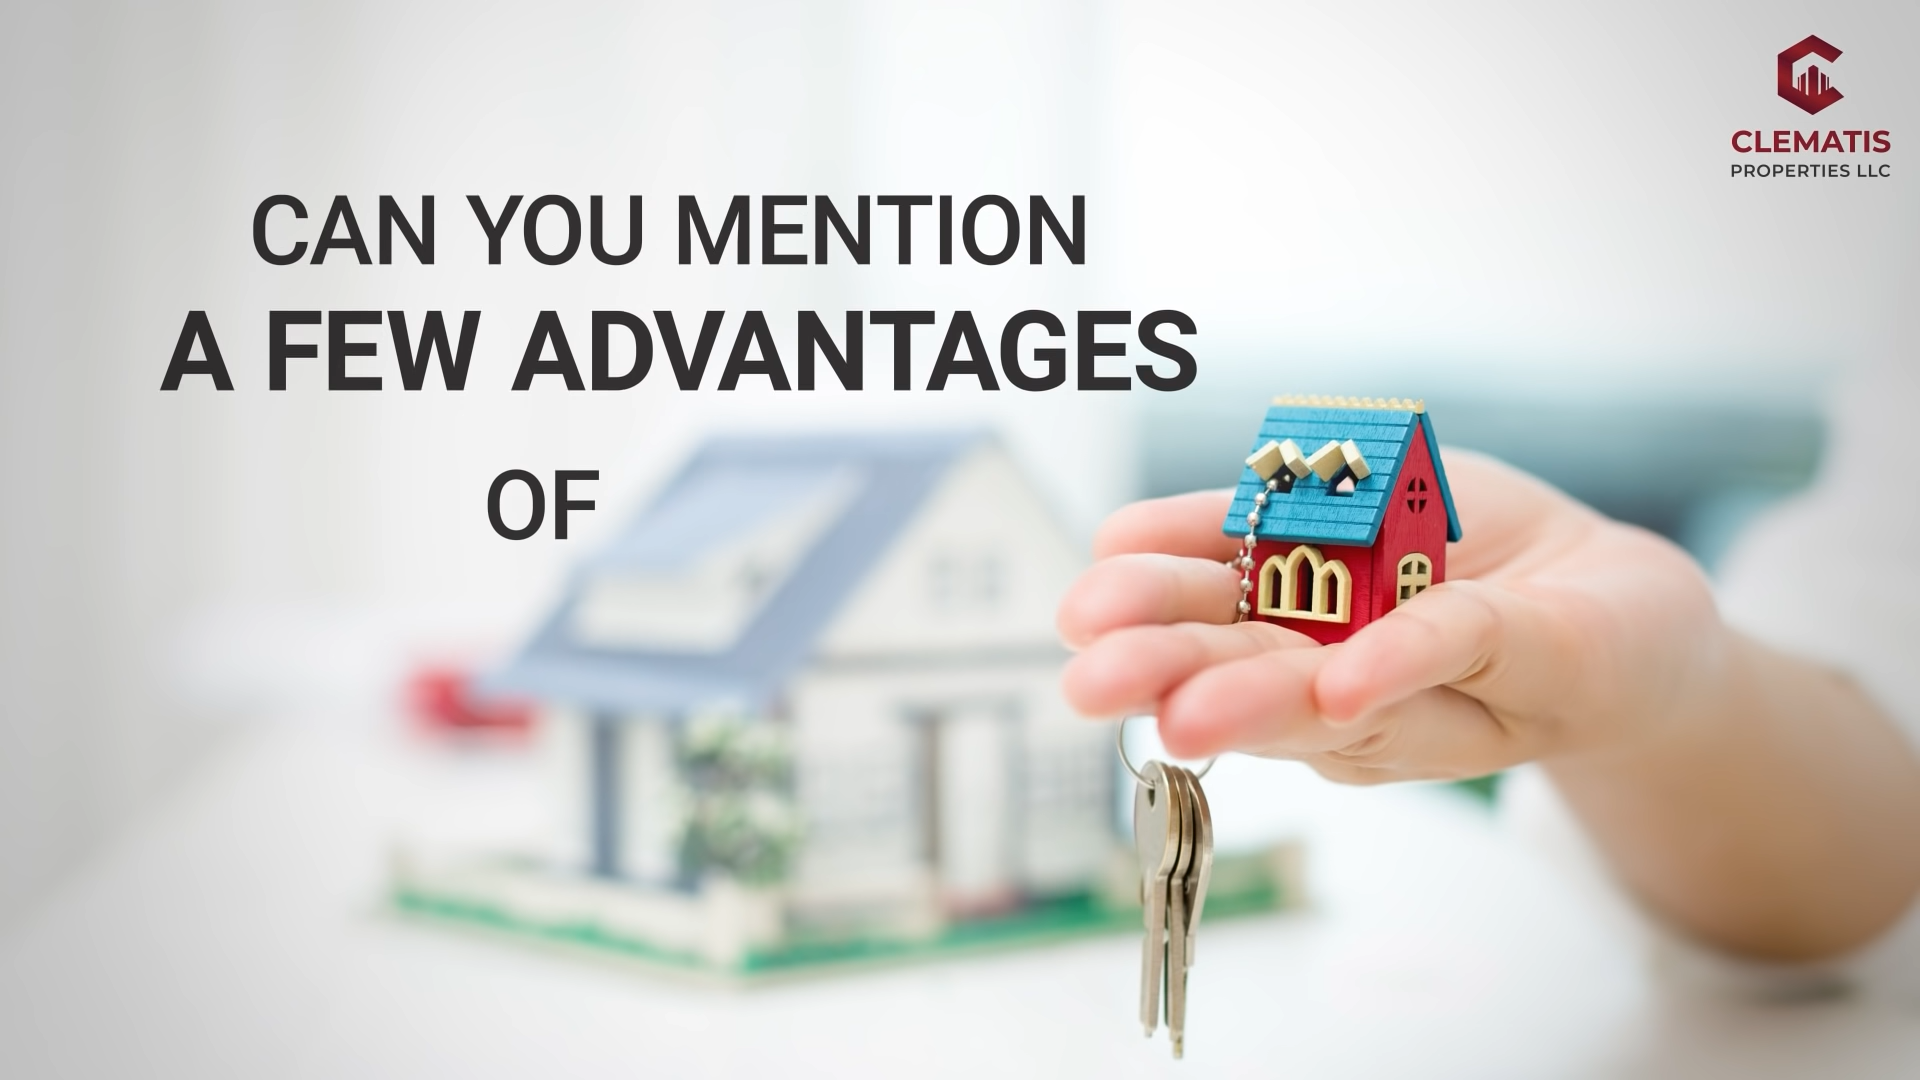 CLEMATIS
PROPERTIES LLC
CAN YOU MENTION
A FEW ADVANTAGES
OF